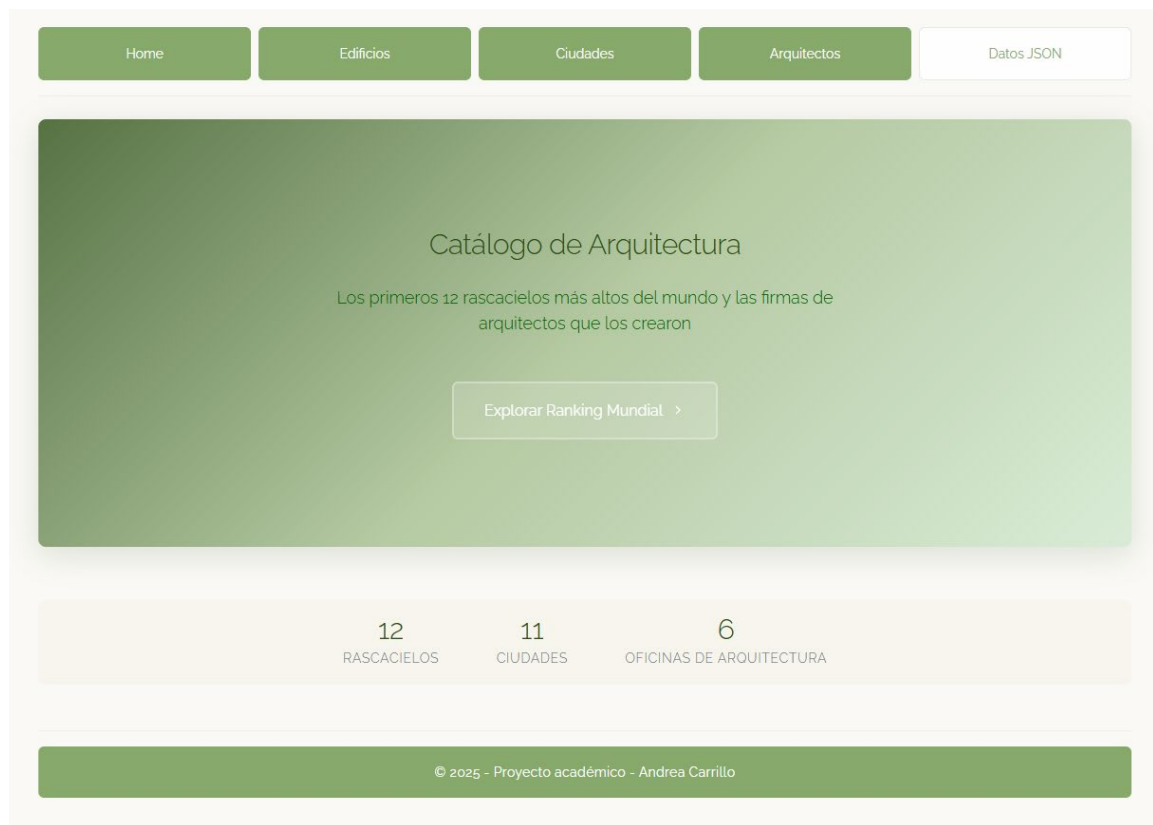 Home
Edificios
Ciudades
Arquitectos
Datos JSON
Catálogo de Arquitectura
Los primeros 12 rascacielos más altos del mundo y las firmas de
arquitectos que los crearon
Explorar Ranking Mundial ›
12
RASCACIELOS
11
CIUDADES
6
OFICINAS DE ARQUITECTURA
© 2025 - Proyecto académico - Andrea Carrillo